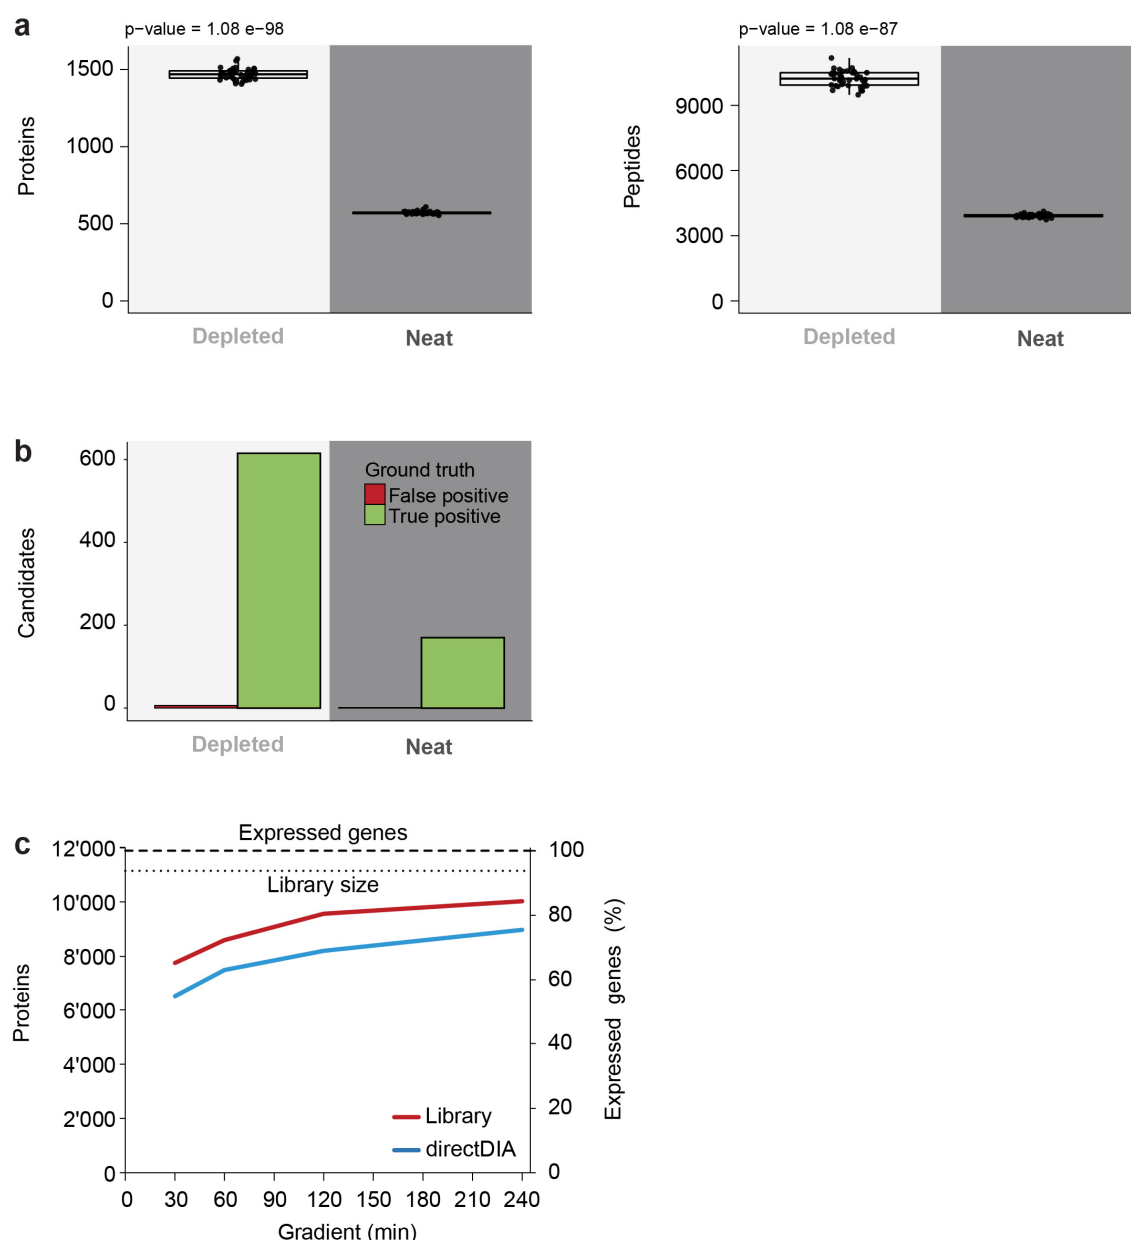 a
p−value = 1.08 e−98
Proteins
1500
1000
500
0
Depleted
Neat
p−value = 1.08 e−87
Peptides
9000
6000
3000
0
Depleted
Neat
b
Candidates
600
400
200
0
Ground truth
False positive
True positive
Depleted
Neat
c
Proteins
12'000
10'000
8'000
6'000
4'000
2'000
0
Expressed genes
Library size
Library
directDIA
100
80
60
40
20
0
Expressed genes (%)
0 30 60 90 120 150 180 210 240
Gradient (min)